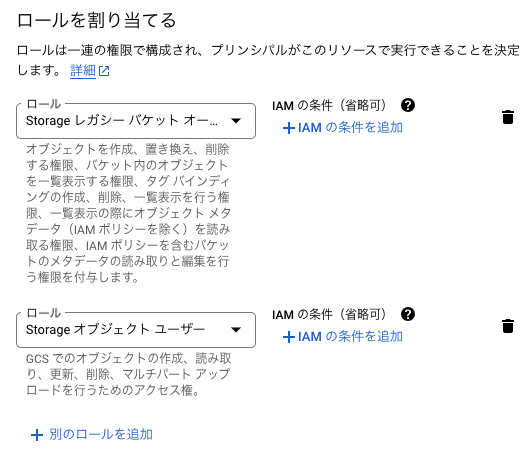 ロールを割り当てる
ロールは一連の権限で構成され、プリンシパルがこのリソースで実行できることを決定
します。 詳細
ロール
Storage レガシー バケット オー...
IAM の条件（省略可）
IAM の条件を追加
オブジェクトを作成、置き換え、削除
する権限、バケット内のオブジェクト
を一覧表示する権限、タグ バインディ
ングの作成、削除、一覧表示を行う権
限、一覧表示の際にオブジェクト メタ
データ（IAM ポリシーを除く）を読み
取る権限、IAM ポリシーを含むバケッ
トのメタデータの読み取りと編集を行
う権限を付与します。
ロール
Storage オブジェクト ユーザー
IAM の条件（省略可）
IAM の条件を追加
GCS でのオブジェクトの作成、読み取
り、更新、削除、マルチパート アップ
ロードを行うためのアクセス権。
別のロールを追加